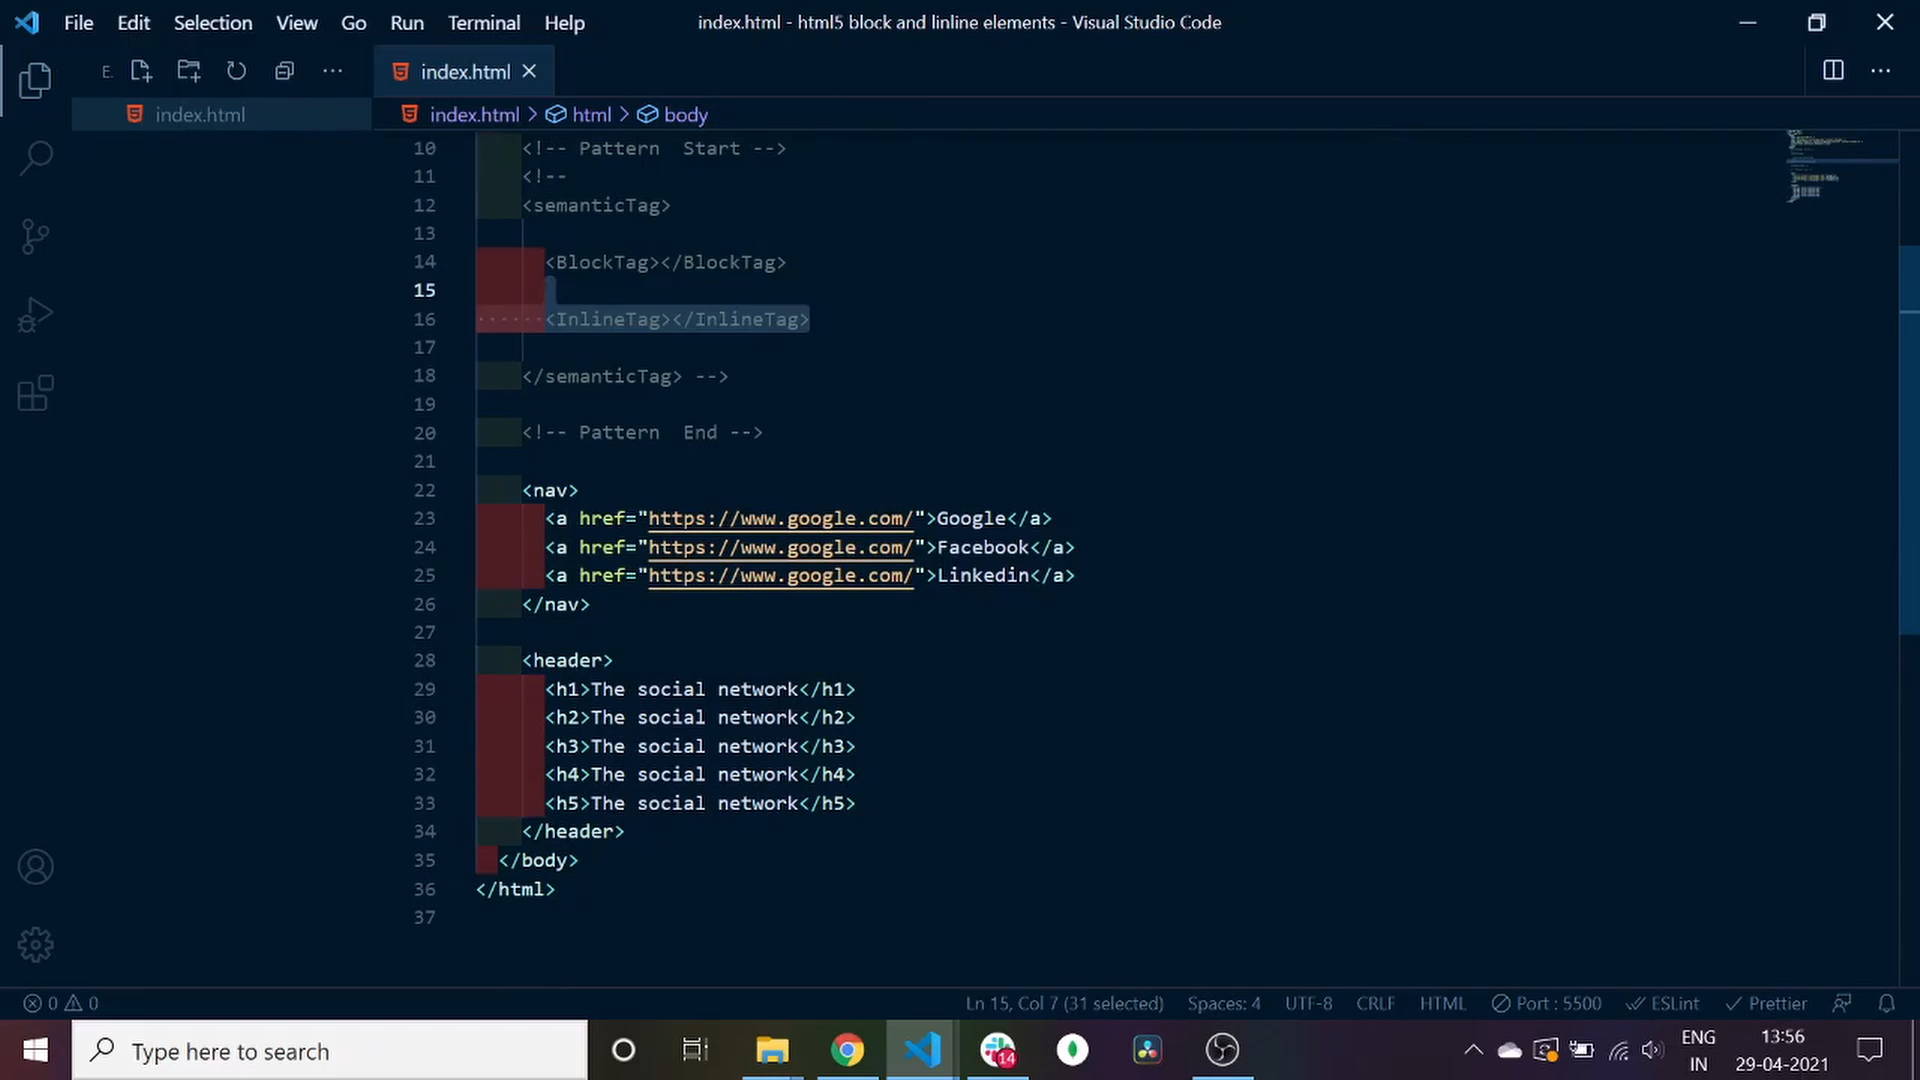 File Edit Selection View Go Run Terminal Help
index.html - html5 block and linline elements - Visual Studio Code
E.
index.html
index.html
index.html > html > body
10 <!-- Pattern  Start -->
11 <!--
12 <semanticTag>
13
14 <BlockTag></BlockTag>
15
16 ······<InlineTag></InlineTag>
17
18 </semanticTag> -->
19
20 <!-- Pattern  End -->
21
22 <nav>
23 <a href="https://www.google.com/">Google</a>
24 <a href="https://www.google.com/">Facebook</a>
25 <a href="https://www.google.com/">Linkedin</a>
26 </nav>
27
28 <header>
29 <h1>The social network</h1>
30 <h2>The social network</h2>
31 <h3>The social network</h3>
32 <h4>The social network</h4>
33 <h5>The social network</h5>
34 </header>
35 </body>
36 </html>
37
0 0 Ln 15, Col 7 (31 selected) Spaces: 4 UTF-8 CRLF HTML Port : 5500 ESLint Prettier
Type here to search
14
ENG
IN
13:56
29-04-2021